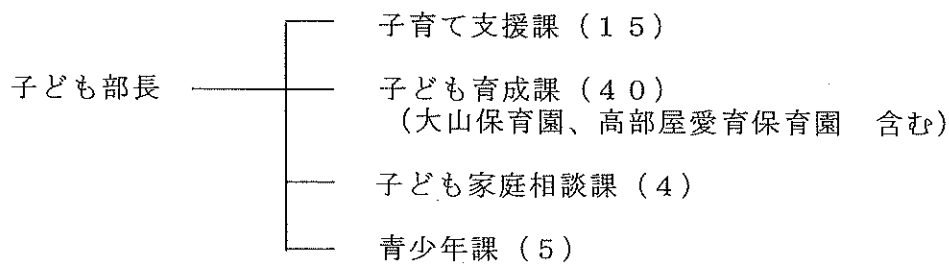 子育て支援課（１５）
子ども部長
子ども育成課（４０）
（大山保育園、高部屋愛育保育園　含む）
子ども家庭相談課（４）
青少年課（５）